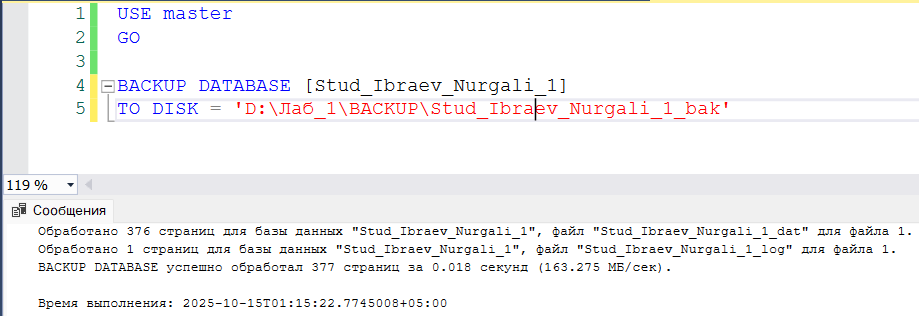 1 USE master
2 GO
3
4 BACKUP DATABASE [Stud_Ibraev_Nurgali_1]
5 TO DISK = 'D:\Лаб_1\BACKUP\Stud_Ibraev_Nurgali_1_bak'
119 %
Сообщения
Обработано 376 страниц для базы данных "Stud_Ibraev_Nurgali_1", файл "Stud_Ibraev_Nurgali_1_dat" для файла 1.
Обработано 1 страниц для базы данных "Stud_Ibraev_Nurgali_1", файл "Stud_Ibraev_Nurgali_1_log" для файла 1.
BACKUP DATABASE успешно обработал 377 страниц за 0.018 секунд (163.275 МБ/сек).
Время выполнения: 2025-10-15T01:15:22.7745008+05:00